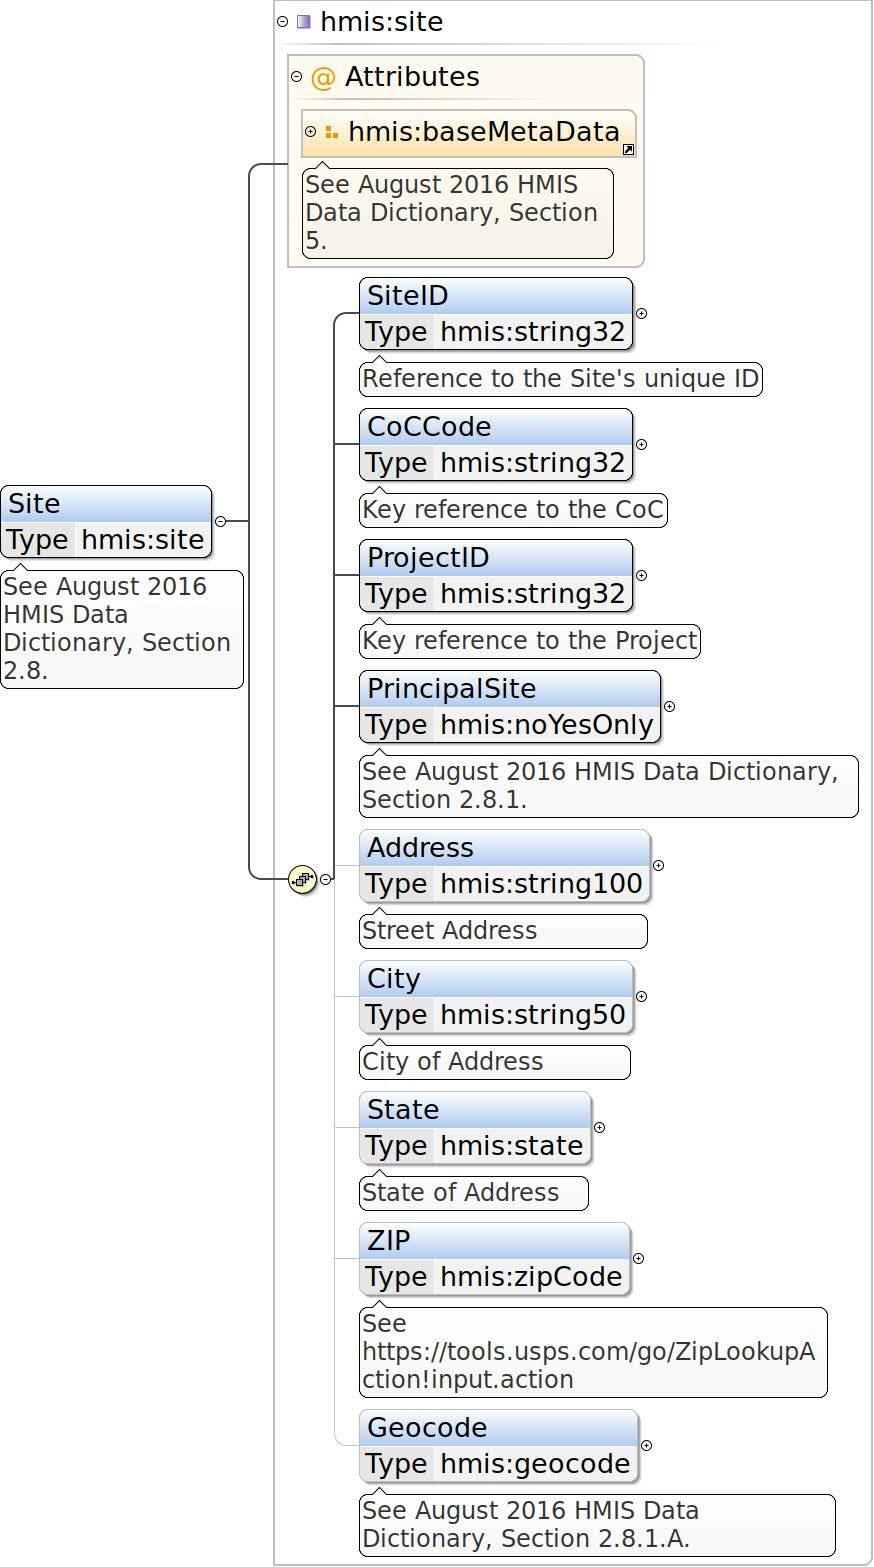 hmis:site
@ Attributes
hmis:baseMetaData
See August 2016 HMIS
Data Dictionary, Section
5.
SiteID
Type hmis:string32
Reference to the Site's unique ID
CoCCode
Type hmis:string32
Key reference to the CoC
Site
Type hmis:site
See August 2016
HMIS Data
Dictionary, Section
2.8.
ProjectID
Type hmis:string32
Key reference to the Project
PrincipalSite
Type hmis:noYesOnly
See August 2016 HMIS Data Dictionary,
Section 2.8.1.
Address
Type hmis:string100
Street Address
City
Type hmis:string50
City of Address
State
Type hmis:state
State of Address
ZIP
Type hmis:zipCode
See
https://tools.usps.com/go/ZipLookupA
ction!input.action
Geocode
Type hmis:geocode
See August 2016 HMIS Data
Dictionary, Section 2.8.1.A.